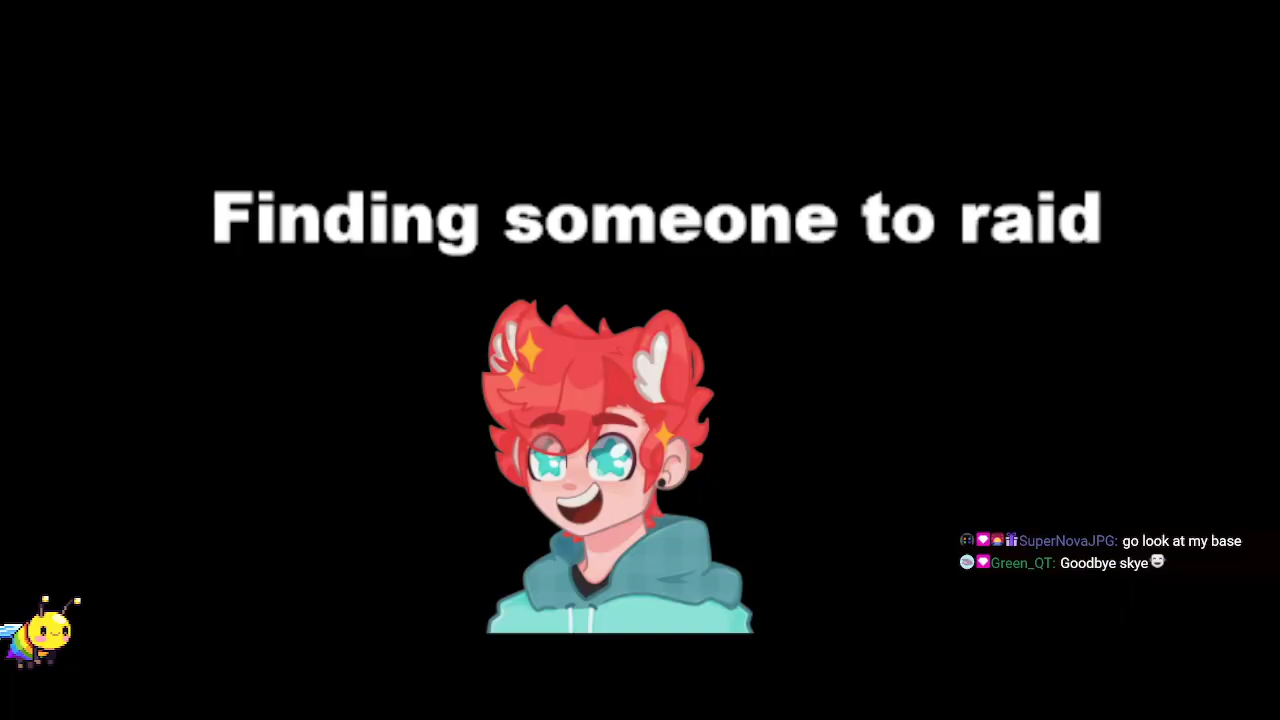 Finding someone to raid
SuperNovaJPG: go look at my base
Green_QT: Goodbye skye